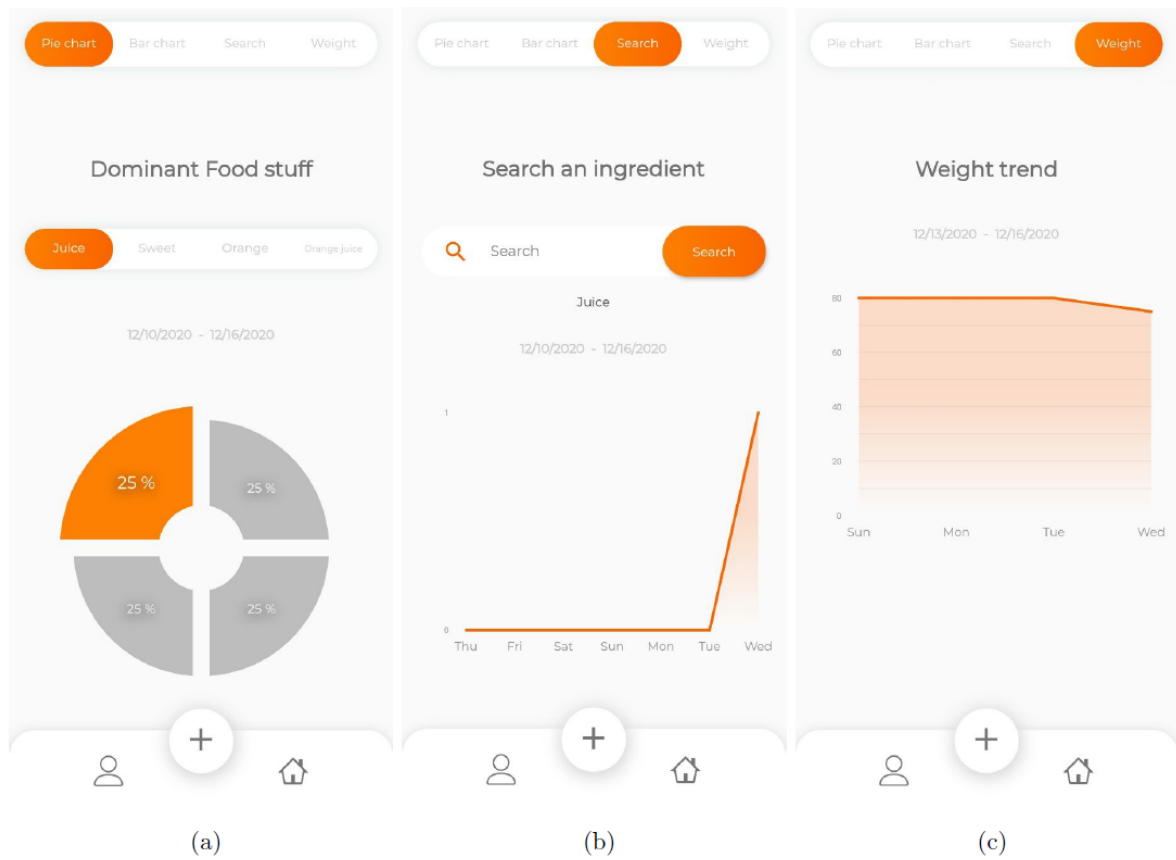 Pie chart Bar chart Search Weight
Dominant Food stuff
Juice Sweet Orange Orange juice
12/10/2020 - 12/16/2020
25 %
25 %
25 %
25 %
+
(a)
Pie chart Bar chart Search Weight
Search an ingredient
Search Search
Juice
12/10/2020 - 12/16/2020
1
0
Thu Fri Sat Sun Mon Tue Wed
+
(b)
Pie chart Bar chart Search Weight
Weight trend
12/13/2020 - 12/16/2020
80
60
40
20
0
Sun Mon Tue Wed
+
(c)